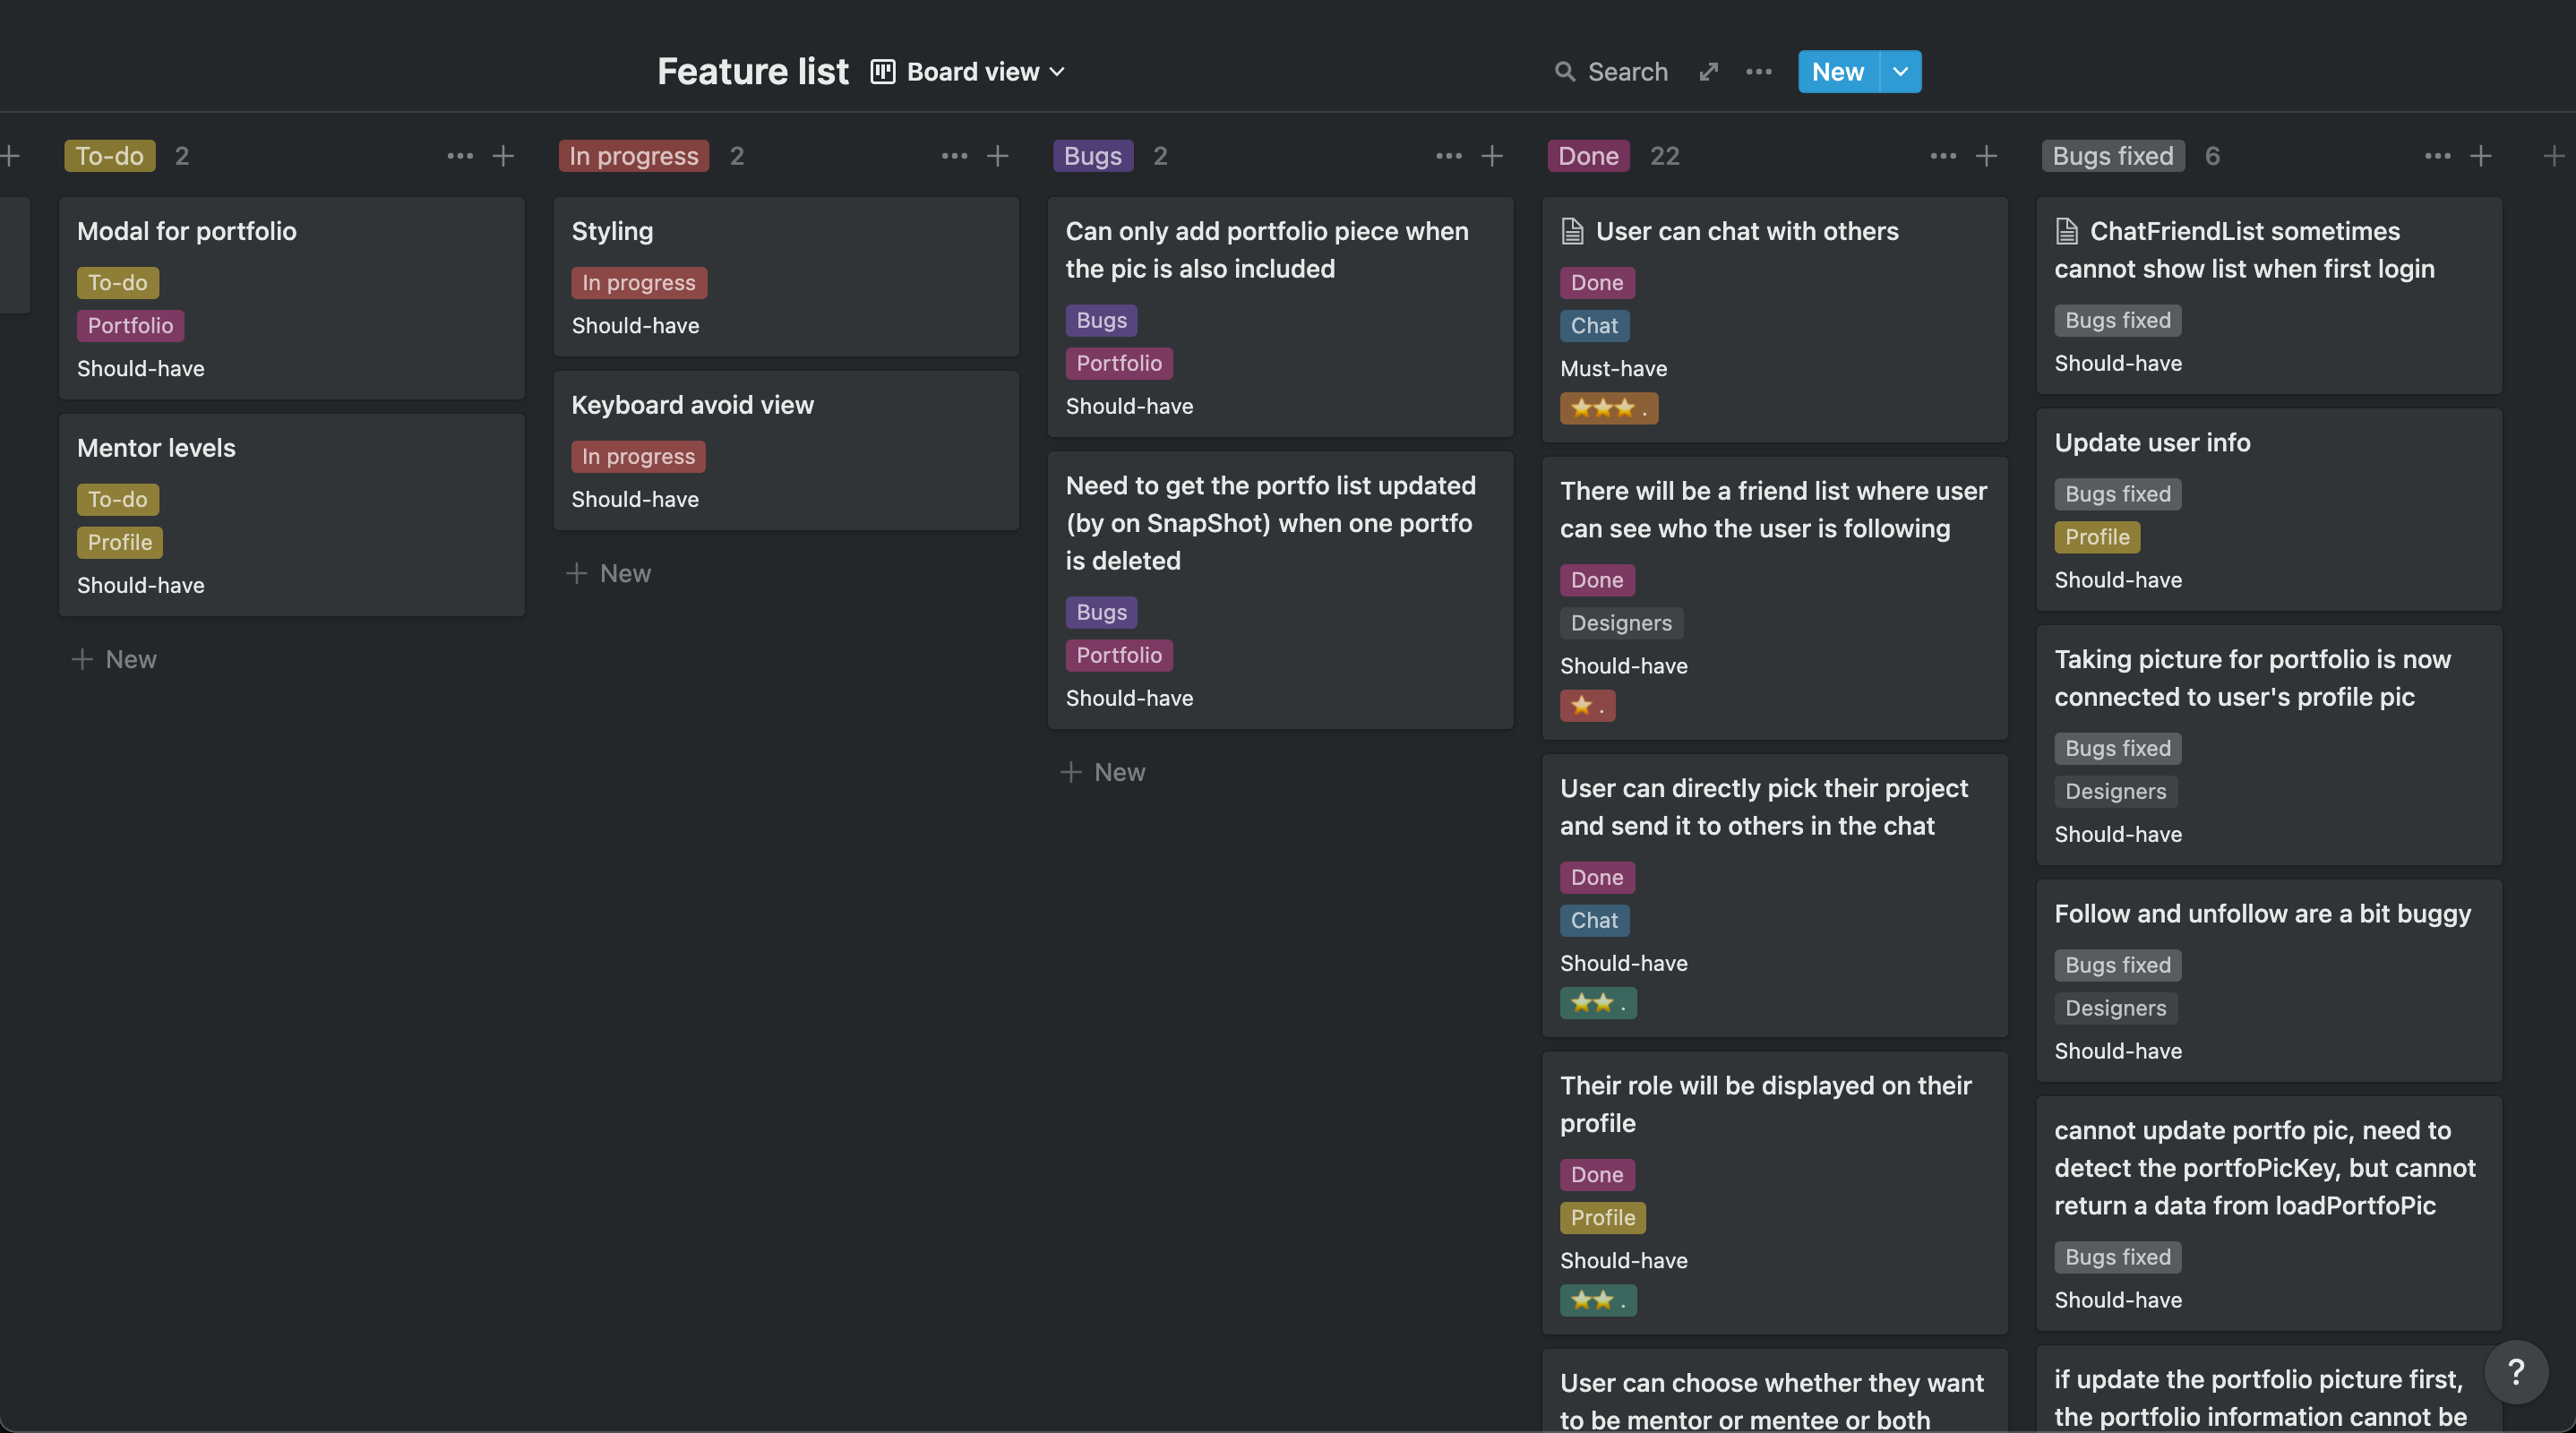 Feature list
Board view
Search
New
To-do 2
Modal for portfolio
To-do
Portfolio
Should-have
Mentor levels
To-do
Profile
Should-have
New
In progress 2
Styling
In progress
Should-have
Keyboard avoid view
In progress
Should-have
New
Bugs 2
Can only add portfolio piece when
the pic is also included
Bugs
Portfolio
Should-have
Need to get the portfo list updated
(by on SnapShot) when one portfo
is deleted
Bugs
Portfolio
Should-have
New
Done 22
User can chat with others
Done
Chat
Must-have
⭐⭐⭐ .
There will be a friend list where user
can see who the user is following
Done
Designers
Should-have
⭐ .
User can directly pick their project
and send it to others in the chat
Done
Chat
Should-have
⭐⭐ .
Their role will be displayed on their
profile
Done
Profile
Should-have
⭐⭐ .
User can choose whether they want
to be mentor or mentee or both
Bugs fixed 6
ChatFriendList sometimes
cannot show list when first login
Bugs fixed
Should-have
Update user info
Bugs fixed
Profile
Should-have
Taking picture for portfolio is now
connected to user's profile pic
Bugs fixed
Designers
Should-have
Follow and unfollow are a bit buggy
Bugs fixed
Designers
Should-have
cannot update portfo pic, need to
detect the portfoPicKey, but cannot
return a data from loadPortfoPic
Bugs fixed
Should-have
if update the portfolio picture first,
the portfolio information cannot be
?